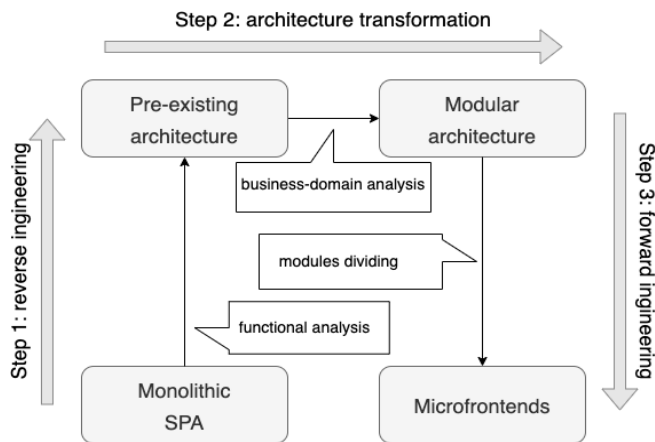 Step 2: architecture transformation
Pre-existing
architecture
Modular
architecture
business-domain analysis
Step 1: reverse ingineering
Step 3: forward ingineering
modules dividing
functional analysis
Monolithic
SPA
Microfrontends